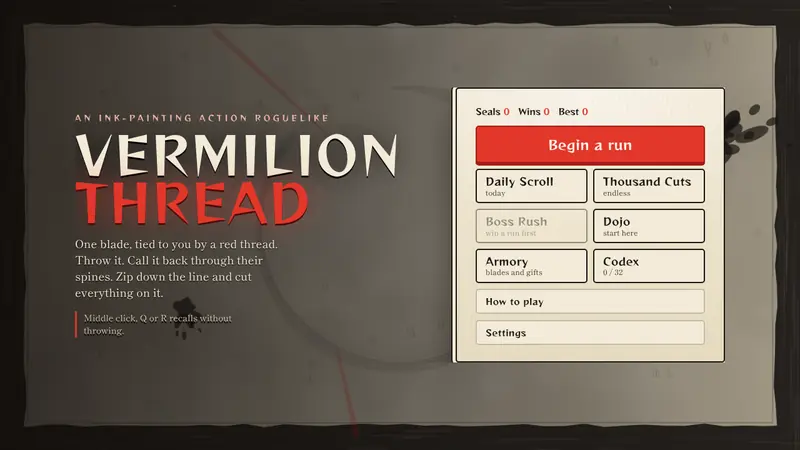 AN INK-PAINTING ACTION ROGUELIKE
VERMILION
THREAD
One blade, tied to you by a red thread.
Throw it. Call it back through their
spines. Zip down the line and cut
everything on it.
Middle click, Q or R recalls without
throwing.
Seals 0 Wins 0 Best 0
Begin a run
Daily Scroll
today
Thousand Cuts
endless
Boss Rush
win a run first
Dojo
start here
Armory
blades and gifts
Codex
0 / 32
How to play
Settings